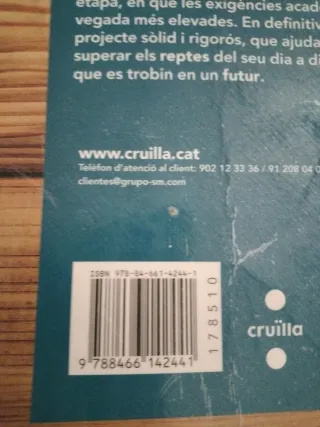 etapa, en què les exigències acadè
vegada més elevades. En definitiv
projecte sòlid i rigorós, que ajuda
superar els reptes del seu dia a di
que es trobin en un futur.
www.cruilla.cat
Telèfon d'atenció al client: 902 12 33 36 / 91 208 04 0
clientes@grupo-sm.com
ISBN 978-84-661-4244-1
9 788466 142441
178510
cruïlla